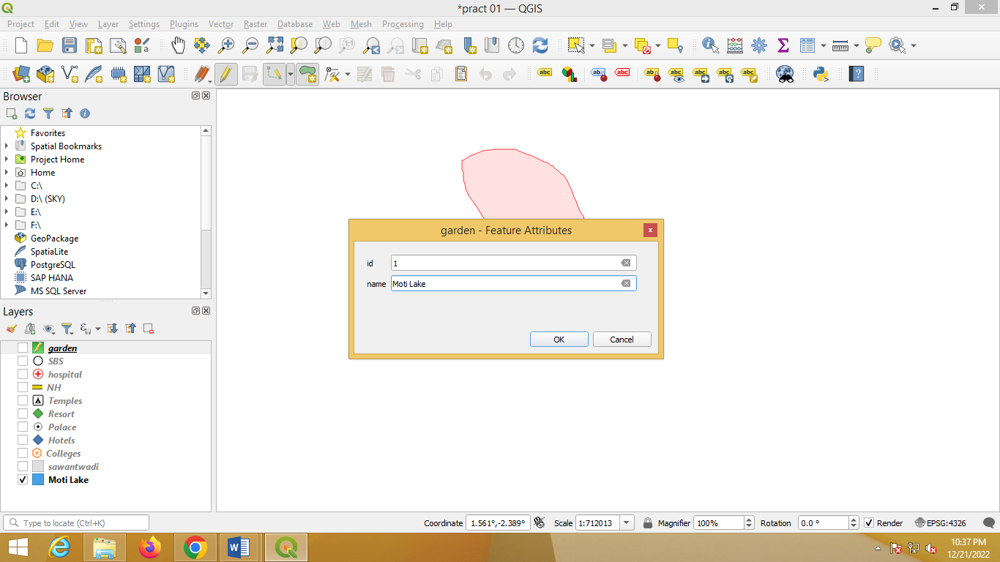 *pract 01 — QGIS
Project Edit View Layer Settings Plugins Vector Raster Database Web Mesh Processing Help
abc abc abc
Browser
Favorites
Spatial Bookmarks
Project Home
Home
C:\
D:\ (SKY)
E:\
F:\
GeoPackage
SpatiaLite
PostgreSQL
SAP HANA
MS SQL Server
Layers
garden
SBS
hospital
NH
Temples
Resort
Palace
Hotels
Colleges
sawantwadi
Moti Lake
garden - Feature Attributes
id 1
name Moti Lake
OK Cancel
Type to locate (Ctrl+K) Coordinate 1.561°,-2.389° Scale 1:712013 Magnifier 100% Rotation 0.0 ° Render EPSG:4326
10:37 PM
12/21/2022